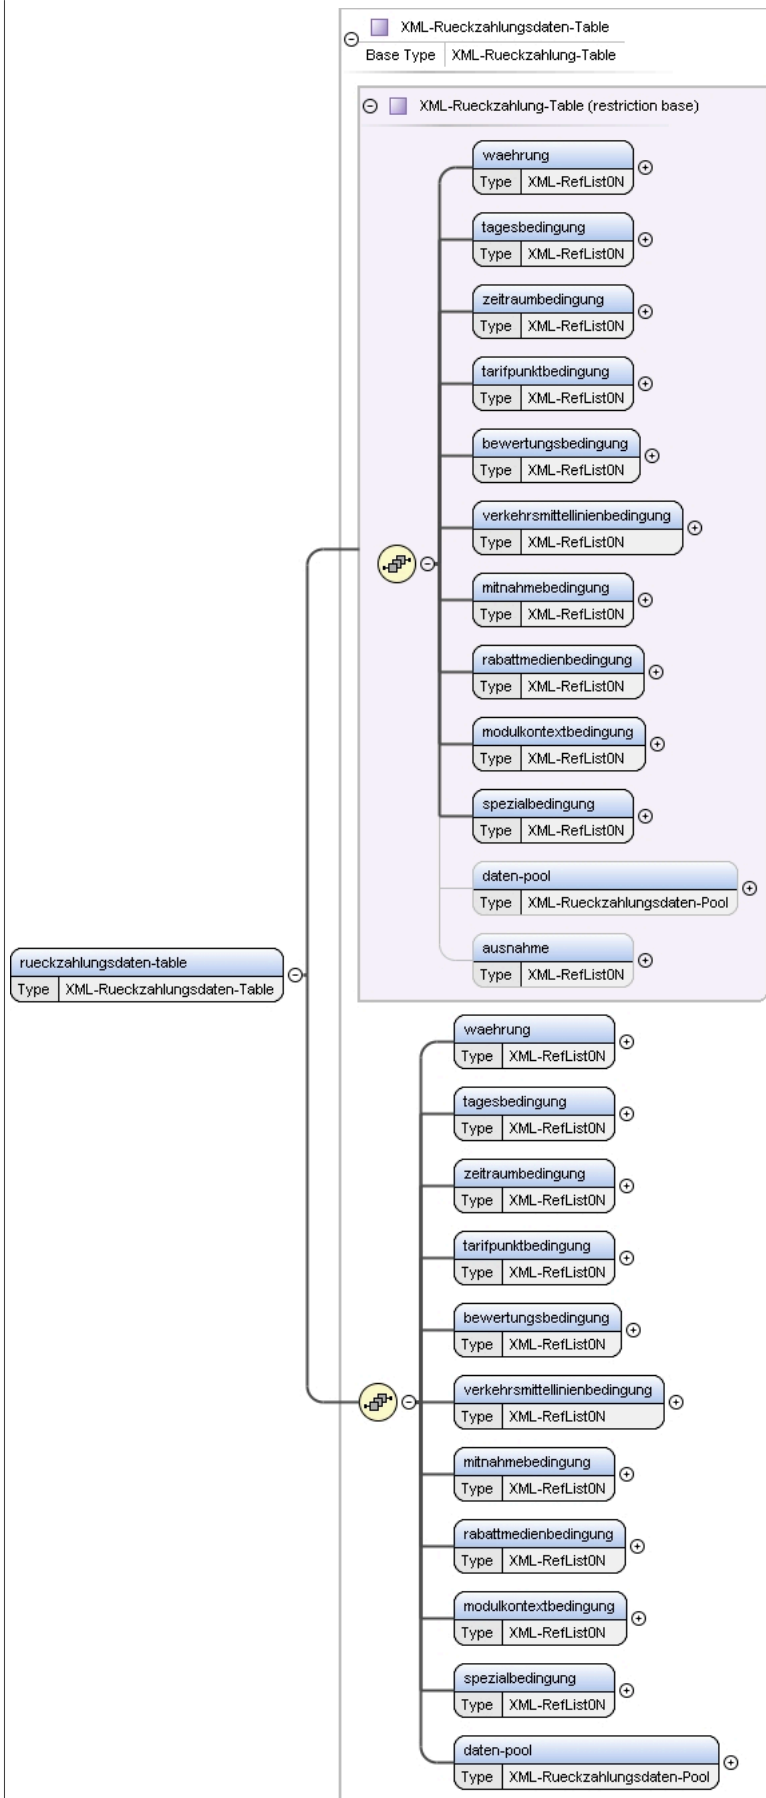 XML-Rueckzahlungsdaten-Table
Base Type XML-Rueckzahlung-Table
XML-Rueckzahlung-Table (restriction base)
waehrung
Type XML-RefList0N
tagesbedingung
Type XML-RefList0N
zeitraumbedingung
Type XML-RefList0N
tarifpunktbedingung
Type XML-RefList0N
bewertungsbedingung
Type XML-RefList0N
verkehrsmittellinienbedingung
Type XML-RefList0N
mitnahmebedingung
Type XML-RefList0N
rabattmedienbedingung
Type XML-RefList0N
modulkontextbedingung
Type XML-RefList0N
spezialbedingung
Type XML-RefList0N
daten-pool
Type XML-Rueckzahlungsdaten-Pool
ausnahme
Type XML-RefList0N
rueckzahlungsdaten-table
Type XML-Rueckzahlungsdaten-Table
waehrung
Type XML-RefList0N
tagesbedingung
Type XML-RefList0N
zeitraumbedingung
Type XML-RefList0N
tarifpunktbedingung
Type XML-RefList0N
bewertungsbedingung
Type XML-RefList0N
verkehrsmittellinienbedingung
Type XML-RefList0N
mitnahmebedingung
Type XML-RefList0N
rabattmedienbedingung
Type XML-RefList0N
modulkontextbedingung
Type XML-RefList0N
spezialbedingung
Type XML-RefList0N
daten-pool
Type XML-Rueckzahlungsdaten-Pool